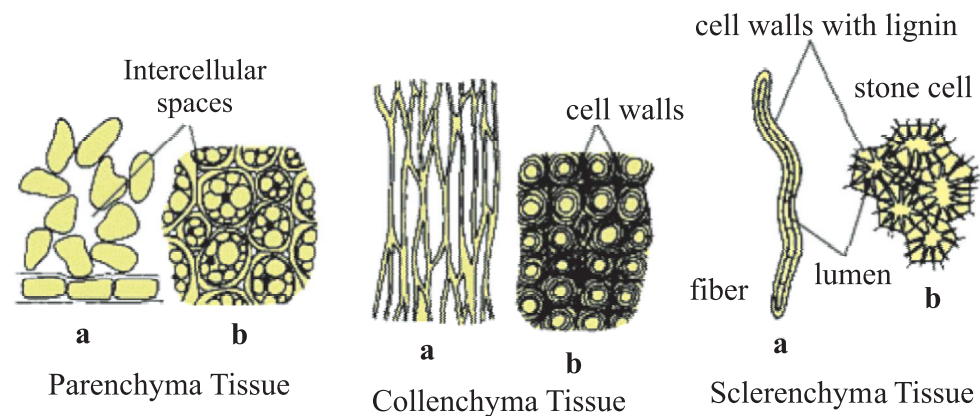 Intercellular
spaces
a
b
Parenchyma Tissue
cell walls
a
b
Collenchyma Tissue
cell walls with lignin
stone cell
fiber
lumen
a
b
Sclerenchyma Tissue